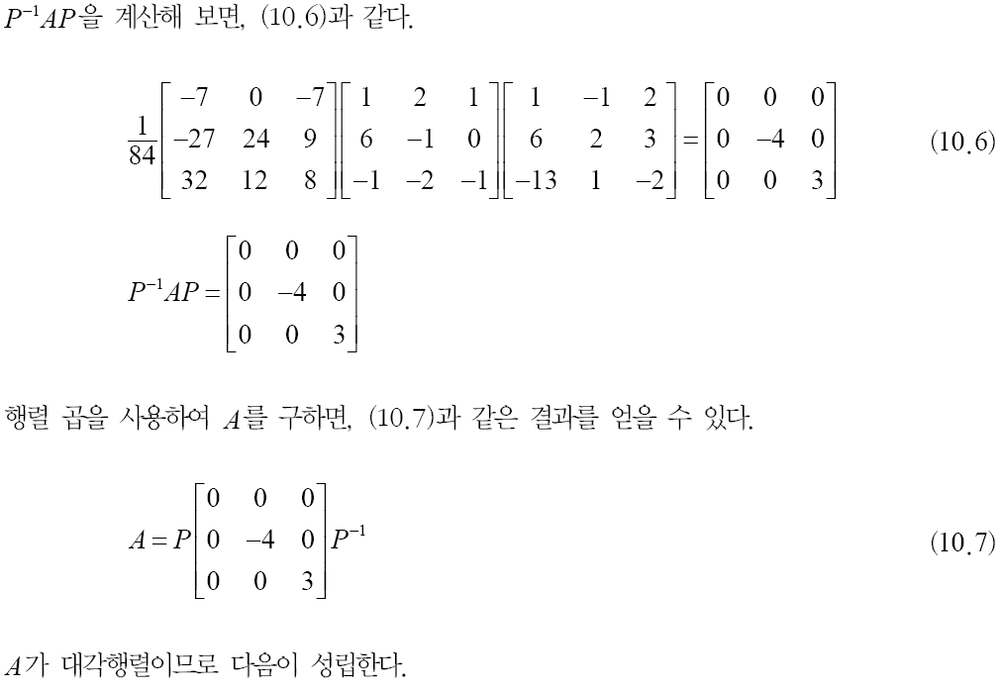 P⁻¹AP을 계산해 보면, (10.6)과 같다.
1/84 [−7 0 −7; −27 24 9; 32 12 8] [1 2 1; 6 −1 0; −1 −2 −1] [1 −1 2; 6 2 3; −13 1 −2] = [0 0 0; 0 −4 0; 0 0 3] (10.6)
P⁻¹AP = [0 0 0; 0 −4 0; 0 0 3]
행렬 곱을 사용하여 A를 구하면, (10.7)과 같은 결과를 얻을 수 있다.
A = P [0 0 0; 0 −4 0; 0 0 3] P⁻¹ (10.7)
A가 대각행렬이므로 다음이 성립한다.